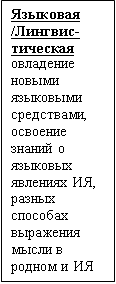 Языковая
/Лингвис-
тическая
овладение
новыми
языковыми
средствами,
освоение
знаний о
языковых
явлениях ИЯ,
разных
способах
выражения
мысли в
родном и ИЯ